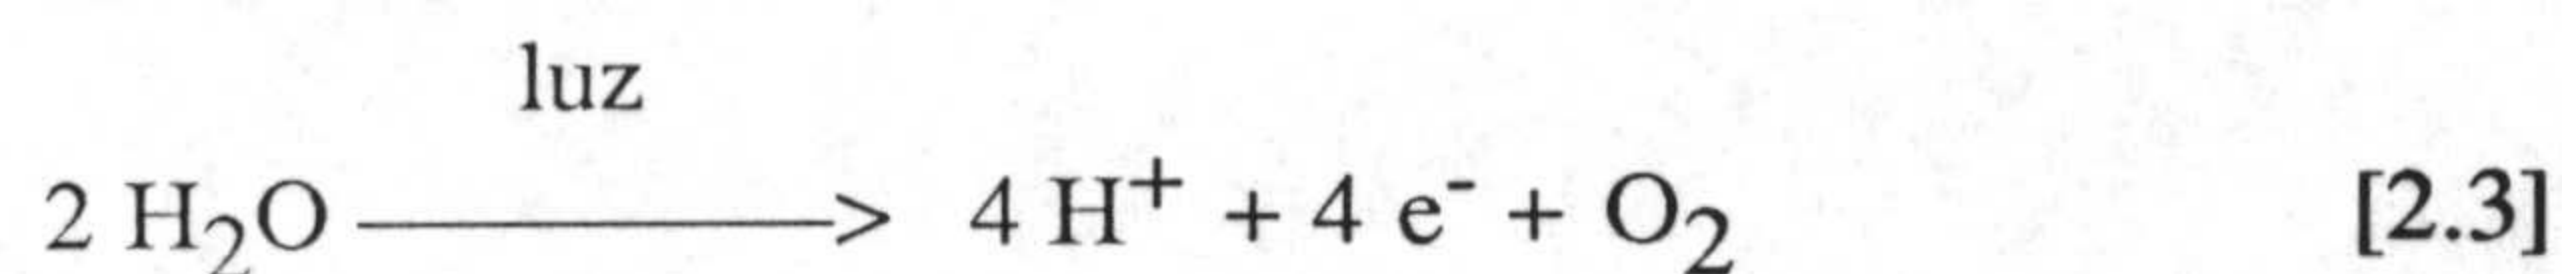 luz
2 H₂O ———> 4 H⁺ + 4 e⁻ + O₂ [2.3]